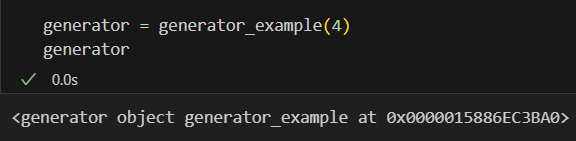 generator = generator_example(4)
generator
0.0s
<generator object generator_example at 0x0000015886EC3BA0>